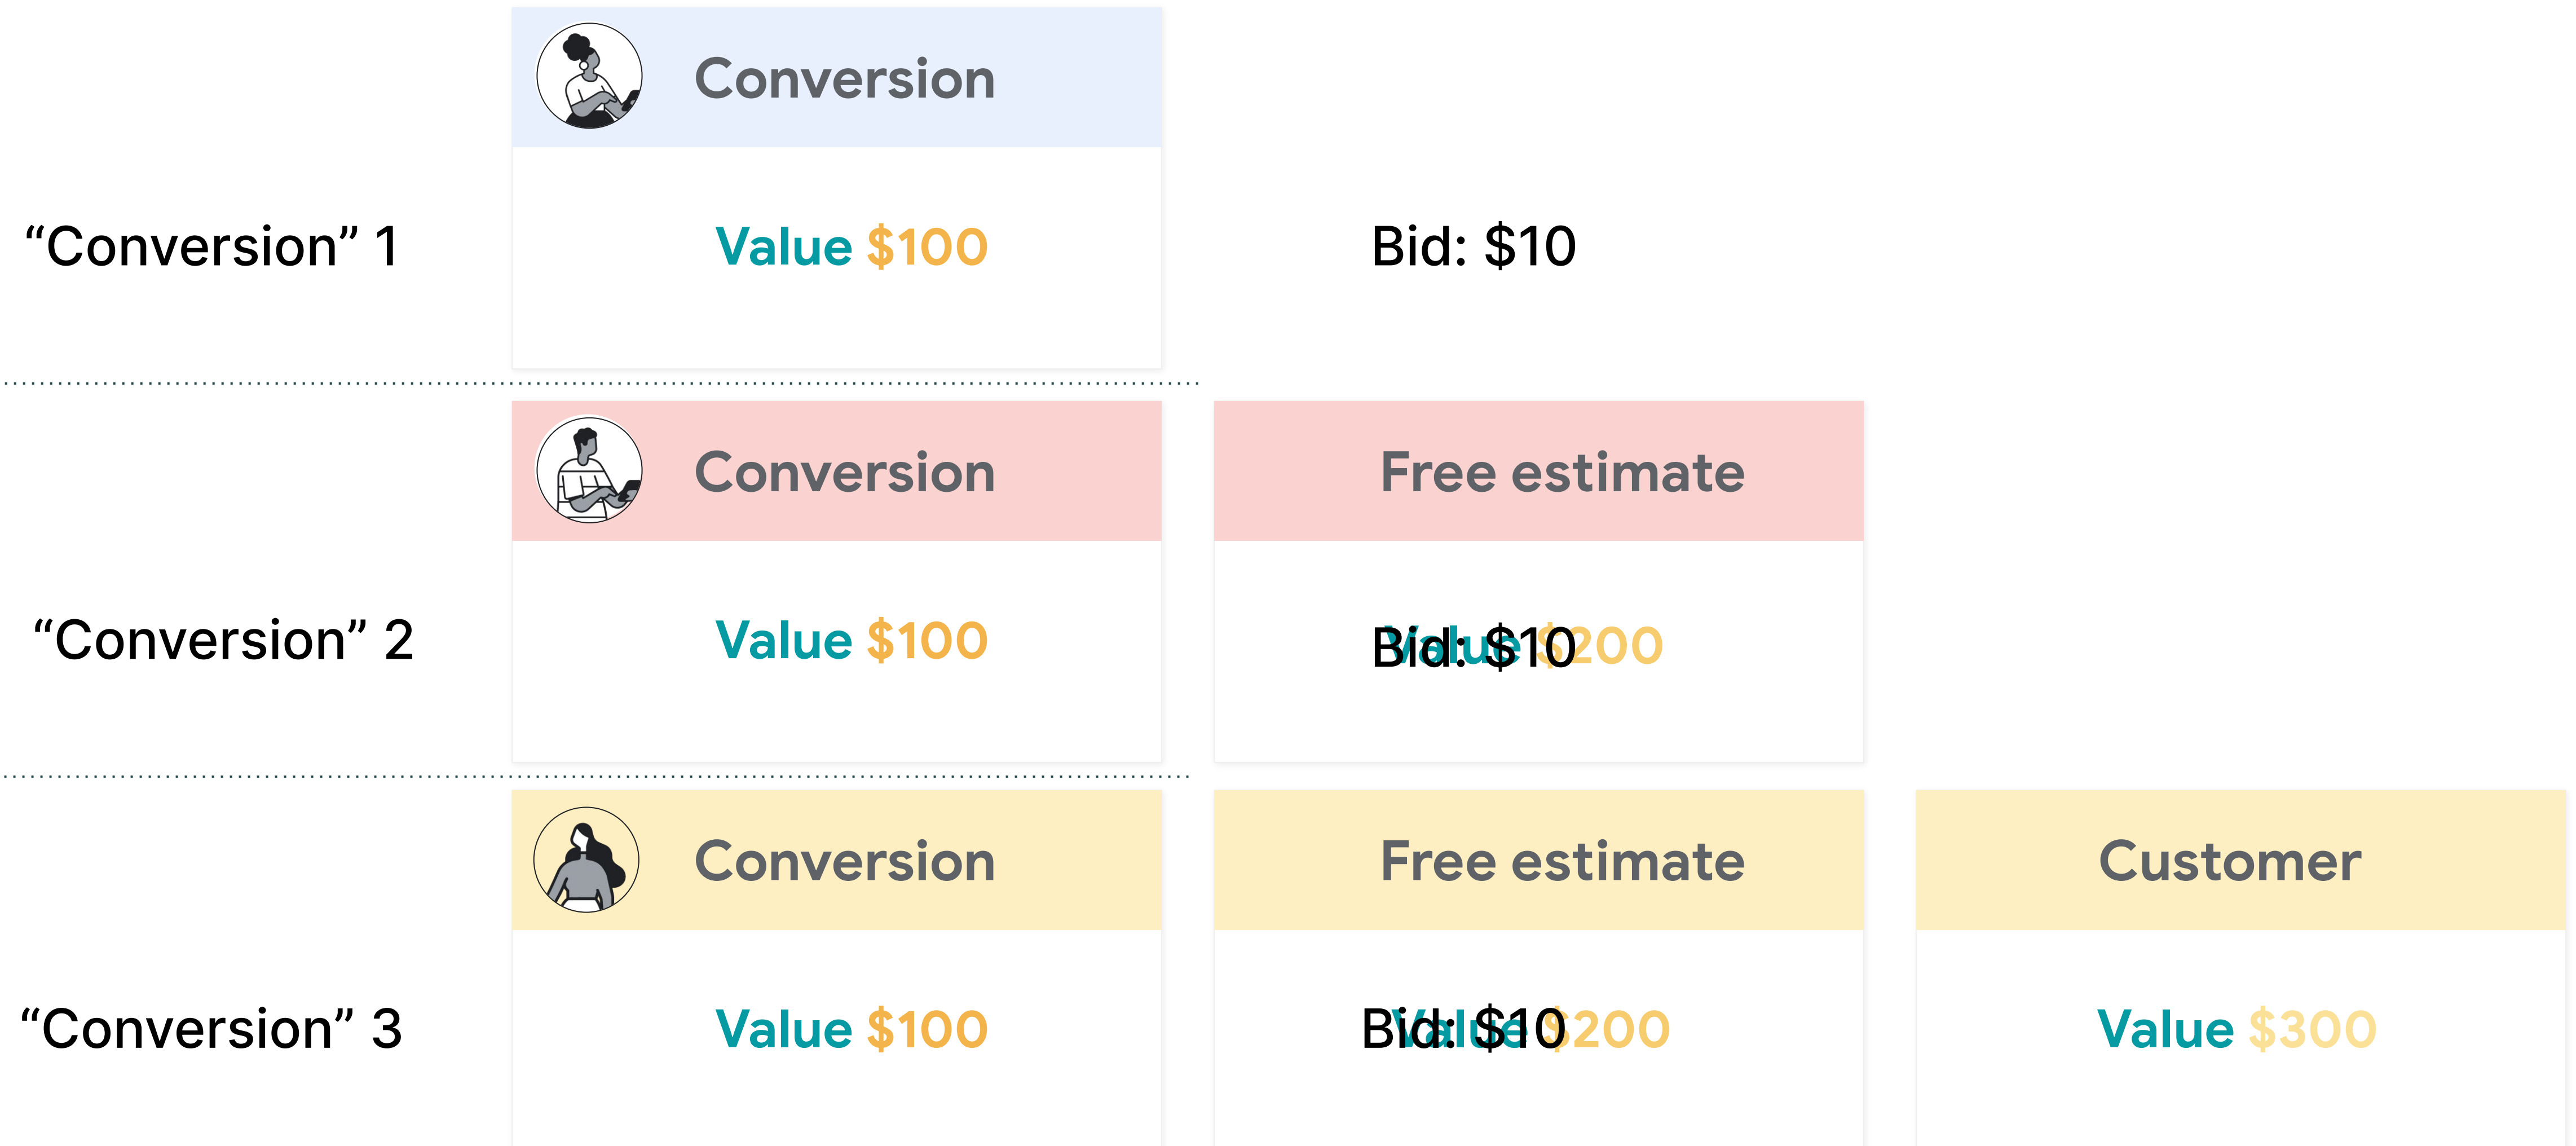 Conversion
“Conversion” 1
Value $100
Bid: $10
Conversion
Free estimate
“Conversion” 2
Value $100
Bid: $10
Value $200
Conversion
Free estimate
Customer
“Conversion” 3
Value $100
Bid: $10
Value $200
Value $300